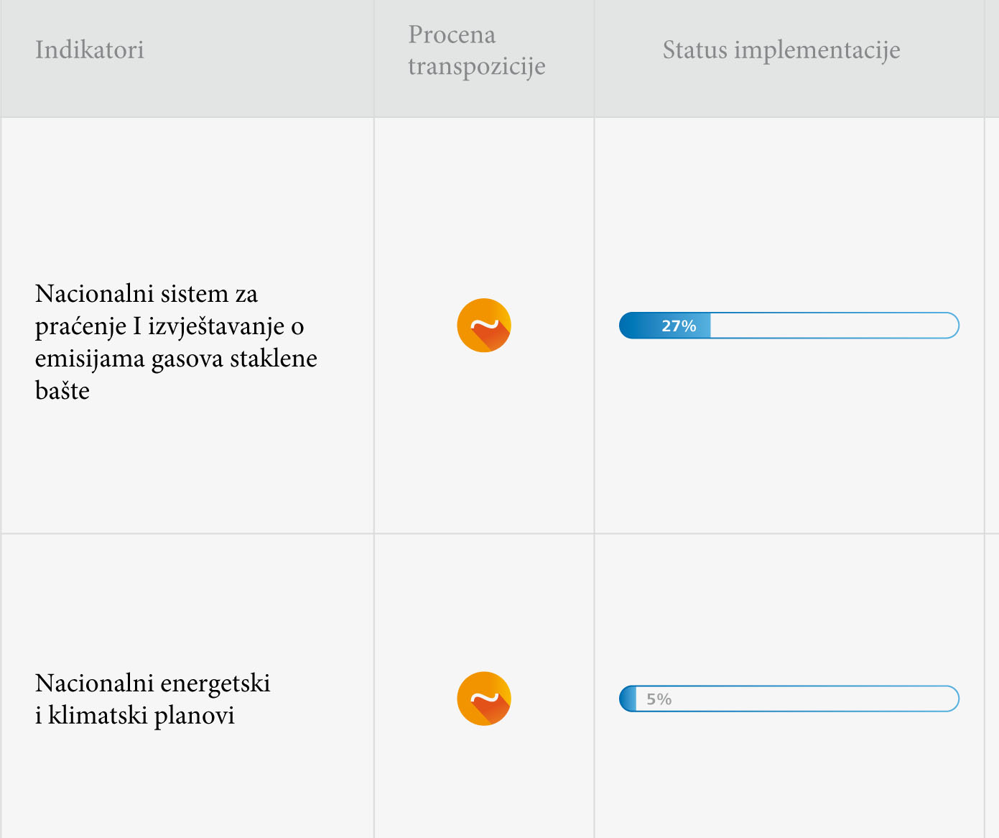 Indikatori
Procena
transpozicije
Status implementacije
Nacionalni sistem za
praćenje I izvještavanje o
emisijama gasova staklene
bašte
~
27%
Nacionalni energetski
i klimatski planovi
~
5%